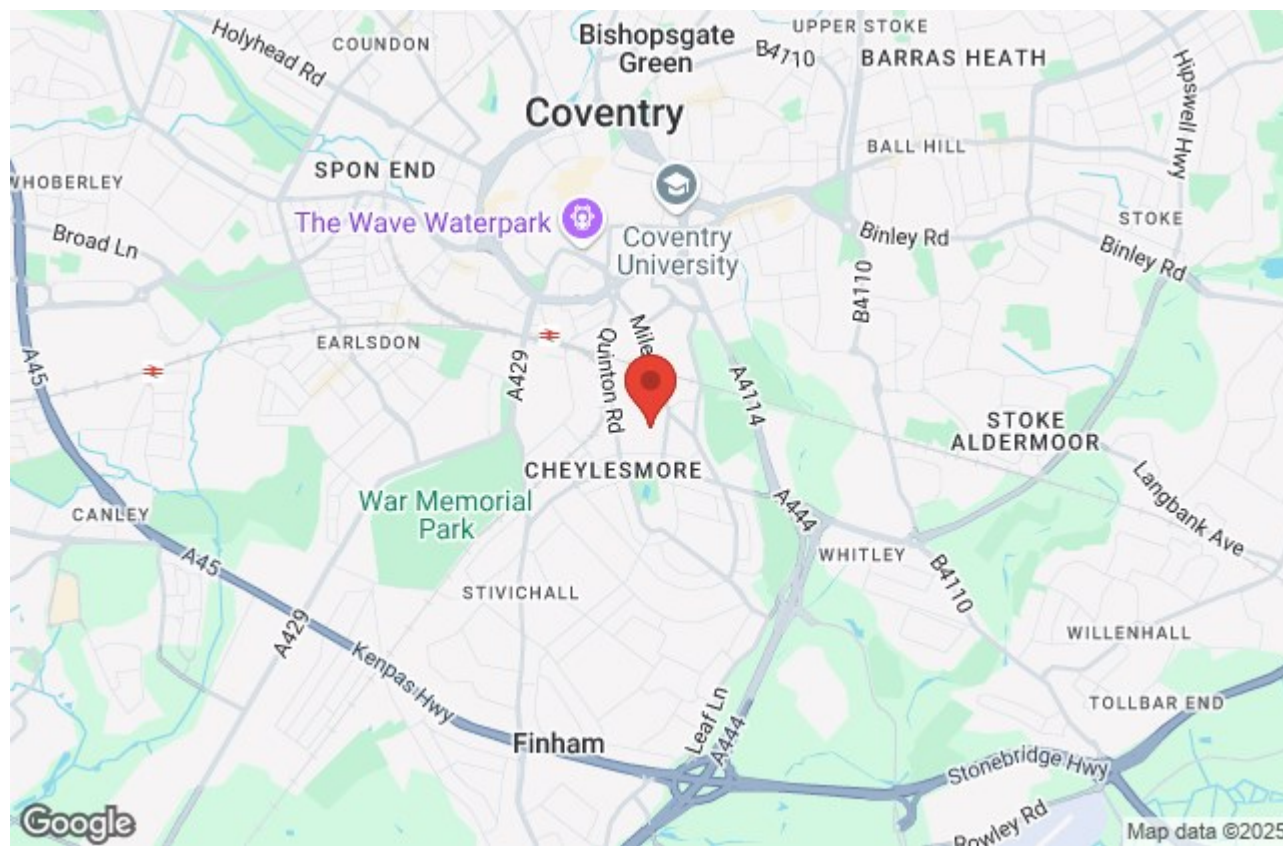 Holyhead Rd
COUNDON
Bishopsgate
Green
B4110
UPPER STOKE
BARRAS HEATH
Hipswell Hwy
Coventry
BALL HILL
WHOBERLEY
SPON END
The Wave Waterpark
Coventry
University
Broad Ln
Binley Rd
STOKE
Binley Rd
B4110
A45
EARLSDON
A429
Quinton Rd
Mile
A4114
STOKE
ALDERMOOR
CHEYLESMORE
War Memorial
Park
Langbank Ave
CANLEY
A45
A444
WHITLEY
B4110
STIVICHALL
A429
Kenpas Hwy
WILLENHALL
TOLLBAR END
Leaf Ln
A444
Finham
Stonebridge Hwy
Rowley Rd
Google
Map data ©2025